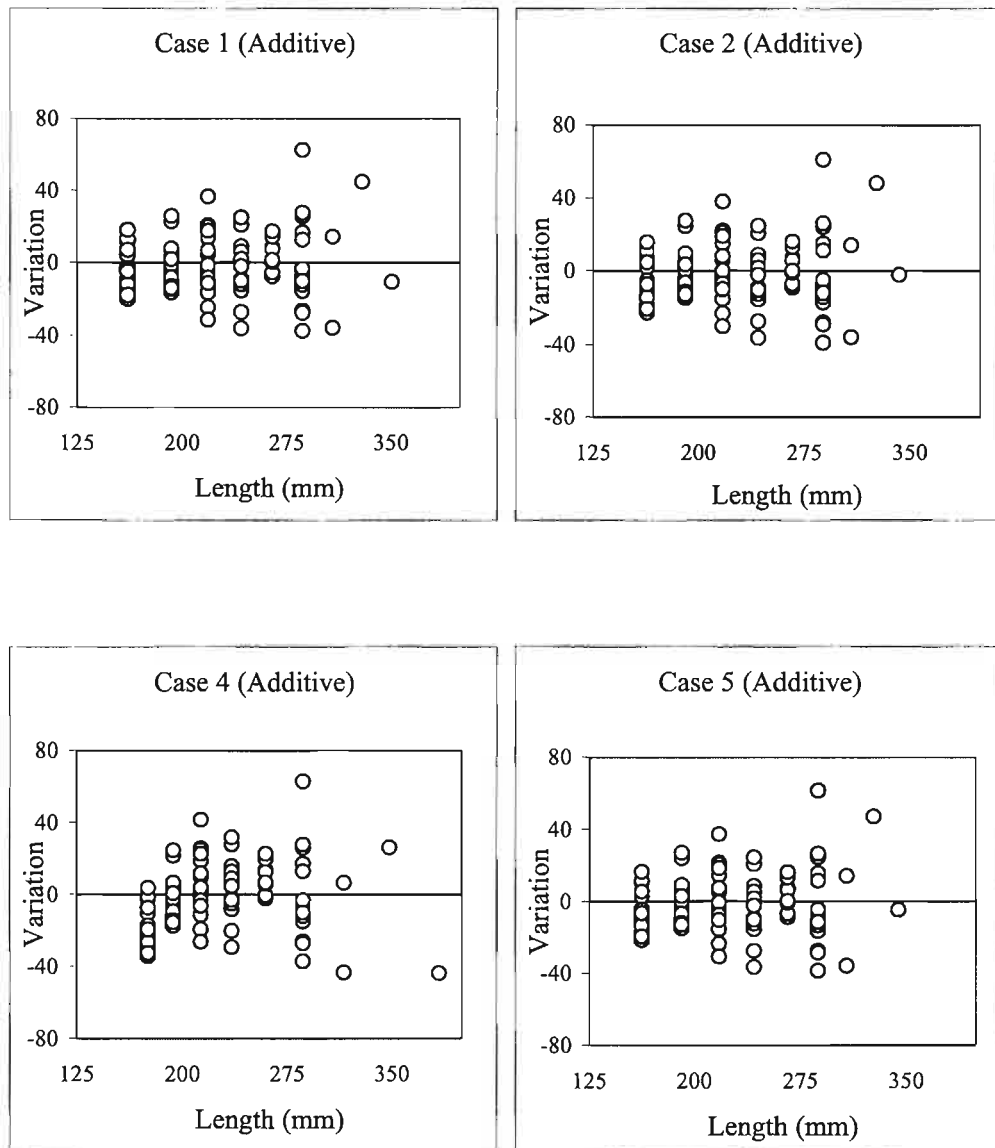 Case 1 (Additive)
80
40
0
-40
-80
Variation
125 200 275 350
Length (mm)
Case 2 (Additive)
80
40
0
-40
-80
Variation
125 200 275 350
Length (mm)
Case 4 (Additive)
80
40
0
-40
-80
Variation
125 200 275 350
Length (mm)
Case 5 (Additive)
80
40
0
-40
-80
Variation
125 200 275 350
Length (mm)